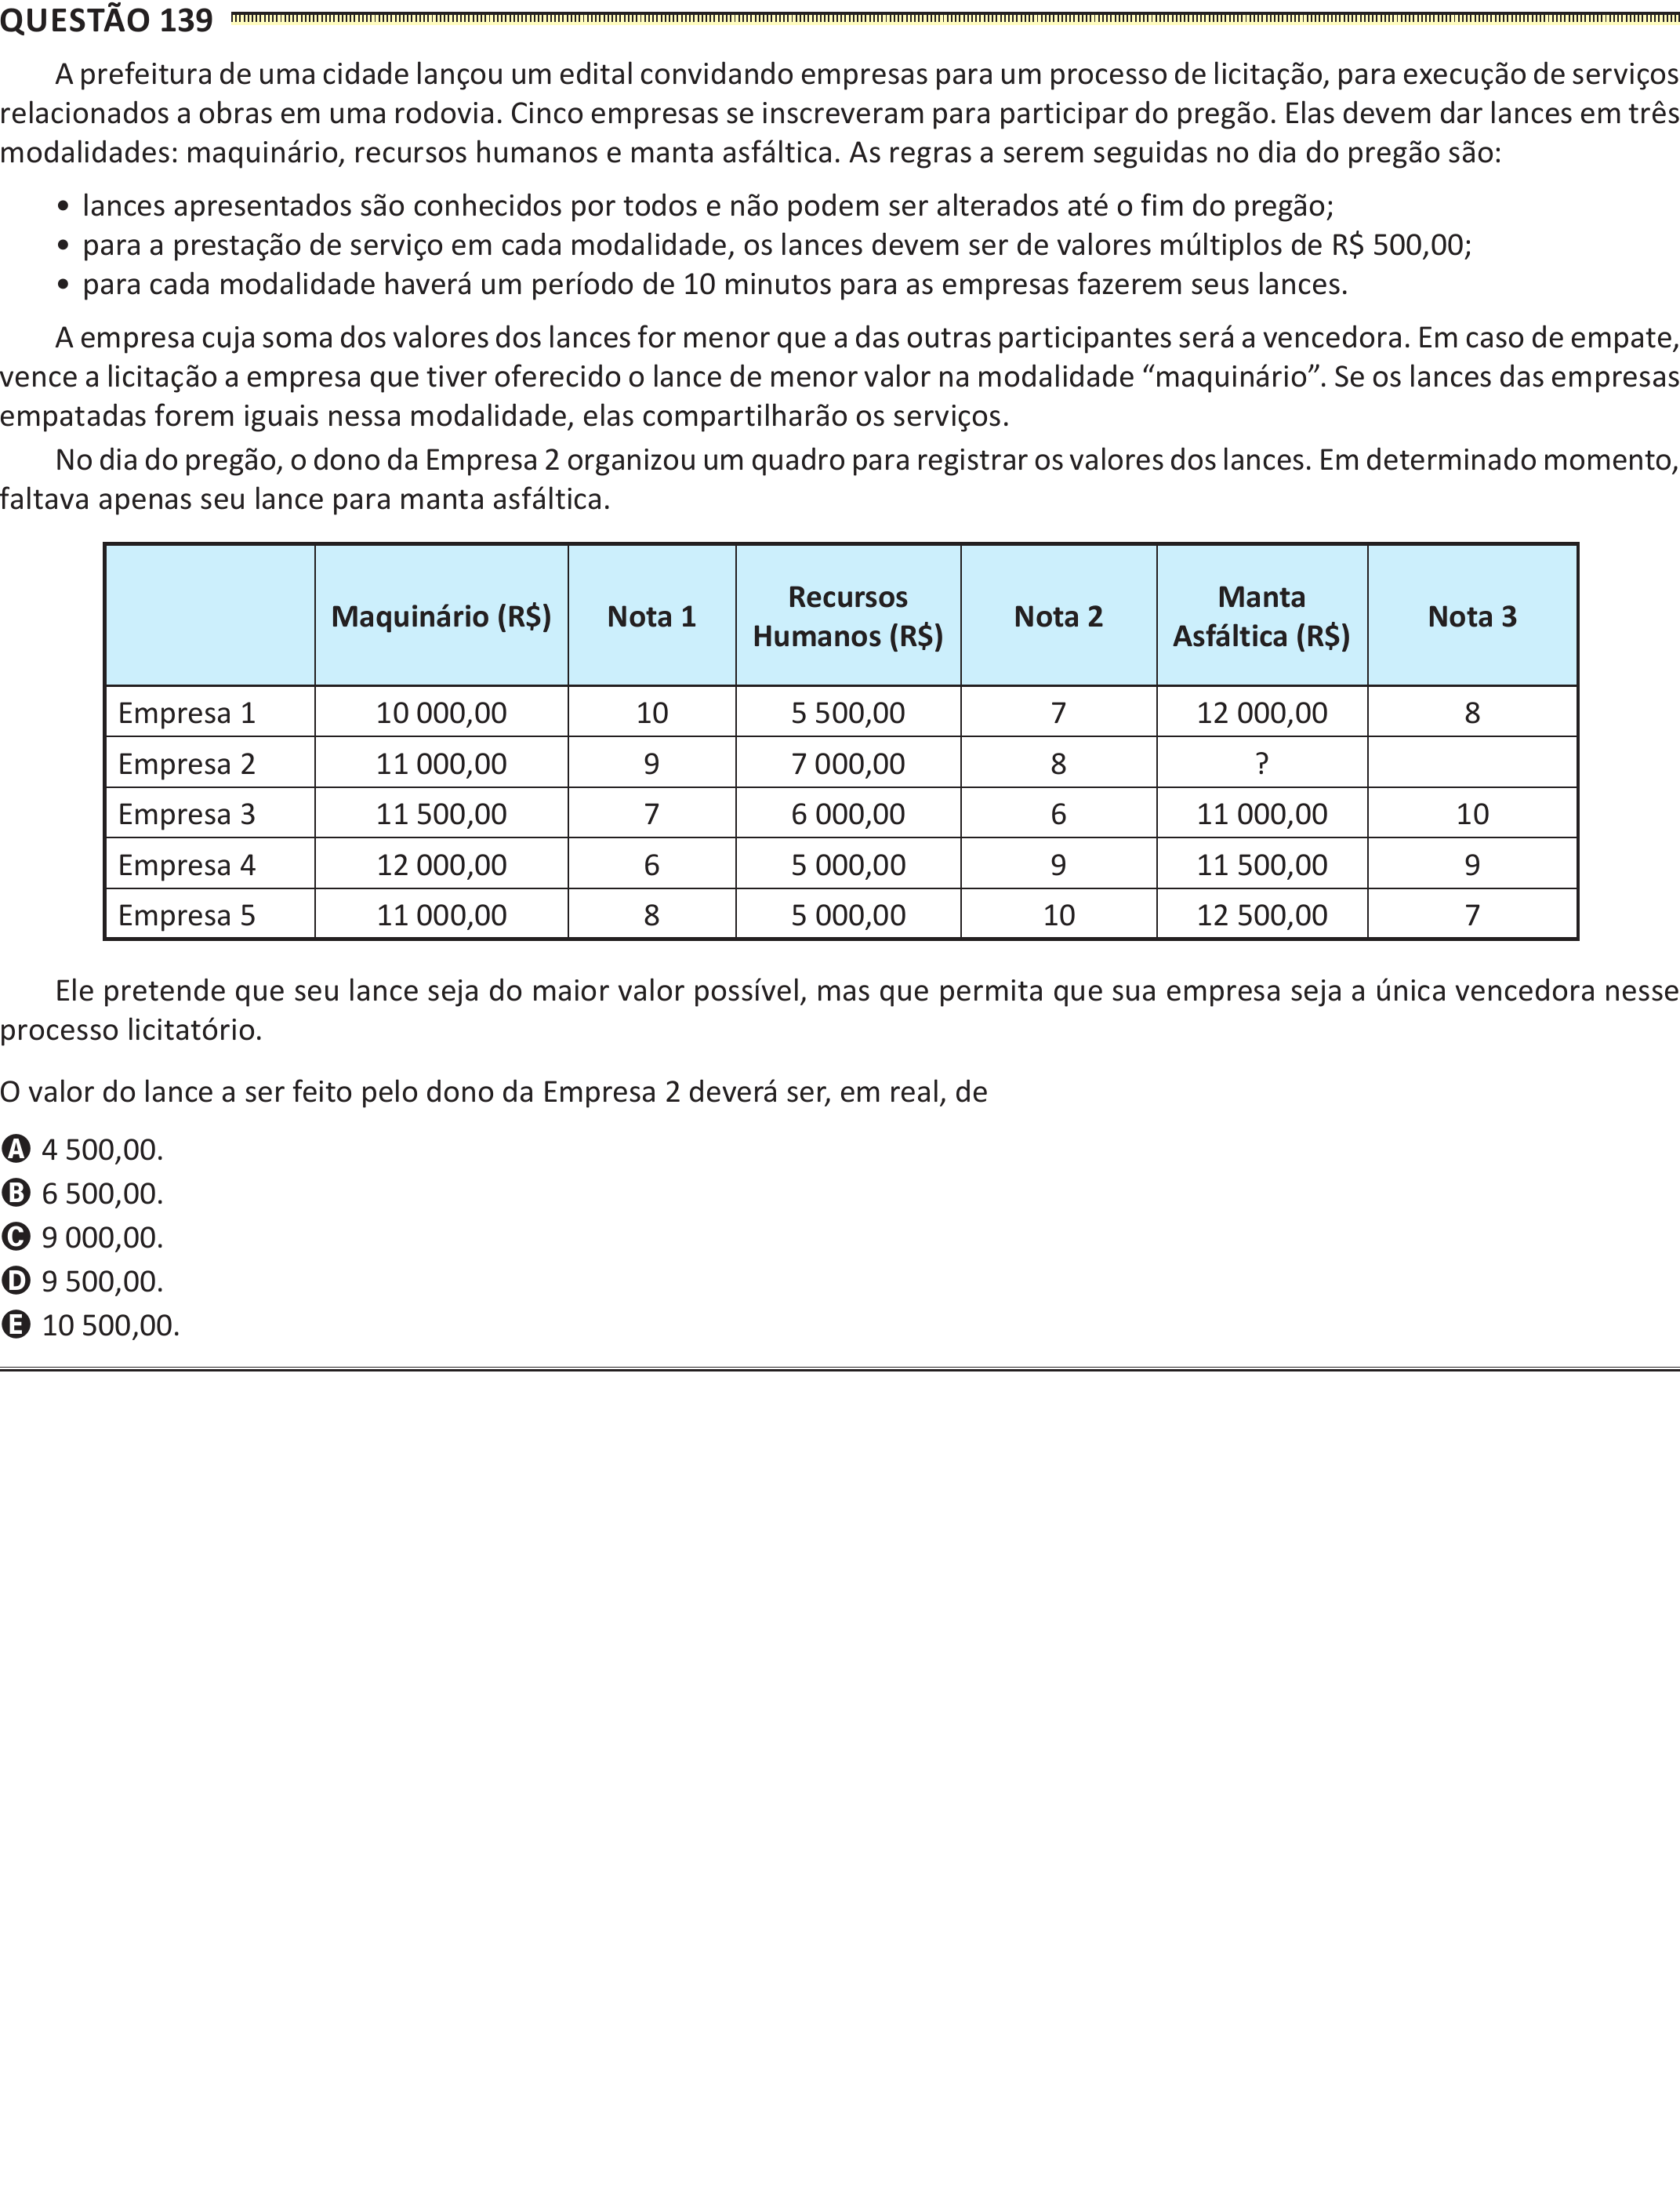 QUESTÃO 139
A prefeitura de uma cidade lançou um edital convidando empresas para um processo de licitação, para execução de serviços
relacionados a obras em uma rodovia. Cinco empresas se inscreveram para participar do pregão. Elas devem dar lances em três
modalidades: maquinário, recursos humanos e manta asfáltica. As regras a serem seguidas no dia do pregão são:
• lances apresentados são conhecidos por todos e não podem ser alterados até o fim do pregão;
• para a prestação de serviço em cada modalidade, os lances devem ser de valores múltiplos de R$ 500,00;
• para cada modalidade haverá um período de 10 minutos para as empresas fazerem seus lances.
A empresa cuja soma dos valores dos lances for menor que a das outras participantes será a vencedora. Em caso de empate,
vence a licitação a empresa que tiver oferecido o lance de menor valor na modalidade “maquinário”. Se os lances das empresas
empatadas forem iguais nessa modalidade, elas compartilharão os serviços.
No dia do pregão, o dono da Empresa 2 organizou um quadro para registrar os valores dos lances. Em determinado momento,
faltava apenas seu lance para manta asfáltica.
Maquinário (R$) Nota 1 Recursos Humanos (R$) Nota 2 Manta Asfáltica (R$) Nota 3
Empresa 1 10 000,00 10 5 500,00 7 12 000,00 8
Empresa 2 11 000,00 9 7 000,00 8 ?
Empresa 3 11 500,00 7 6 000,00 6 11 000,00 10
Empresa 4 12 000,00 6 5 000,00 9 11 500,00 9
Empresa 5 11 000,00 8 5 000,00 10 12 500,00 7
Ele pretende que seu lance seja do maior valor possível, mas que permita que sua empresa seja a única vencedora nesse
processo licitatório.
O valor do lance a ser feito pelo dono da Empresa 2 deverá ser, em real, de
A 4 500,00.
B 6 500,00.
C 9 000,00.
D 9 500,00.
E 10 500,00.